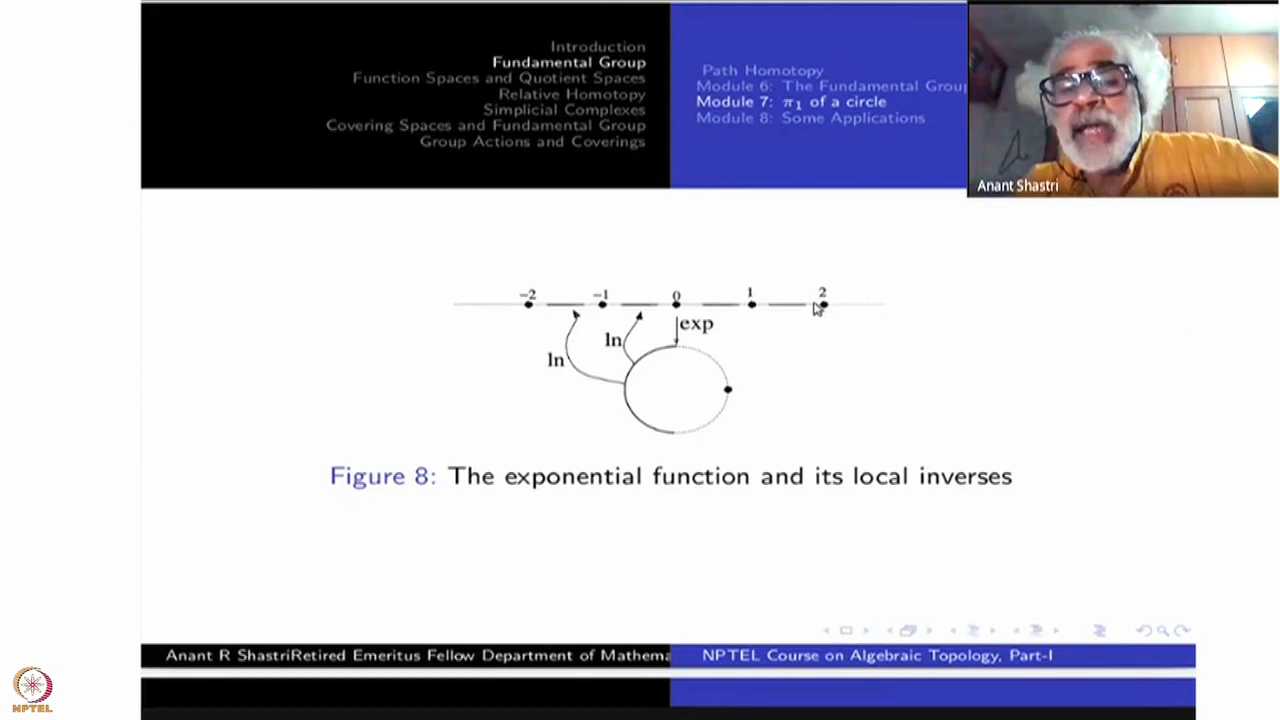 Introduction
Fundamental Group
Function Spaces and Quotient Spaces
Relative Homotopy
Simplicial Complexes
Covering Spaces and Fundamental Group
Group Actions and Coverings
Path Homotopy
Module 6: The Fundamental Group
Module 7: π₁ of a circle
Module 8: Some Applications
Anant Shastri
−2 −1 0 1 2
exp
ln
ln
Figure 8: The exponential function and its local inverses
Anant R ShastriRetired Emeritus Fellow Department of Mathema
NPTEL Course on Algebraic Topology, Part-I
NPTEL